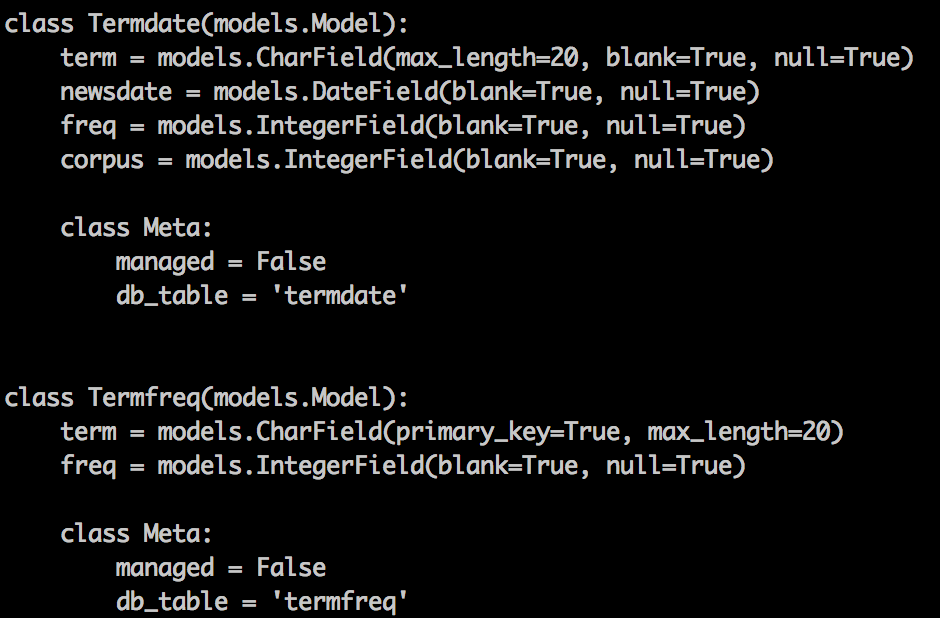 class Termdate(models.Model):
    term = models.CharField(max_length=20, blank=True, null=True)
    newsdate = models.DateField(blank=True, null=True)
    freq = models.IntegerField(blank=True, null=True)
    corpus = models.IntegerField(blank=True, null=True)

    class Meta:
        managed = False
        db_table = 'termdate'


class Termfreq(models.Model):
    term = models.CharField(primary_key=True, max_length=20)
    freq = models.IntegerField(blank=True, null=True)

    class Meta:
        managed = False
        db_table = 'termfreq'